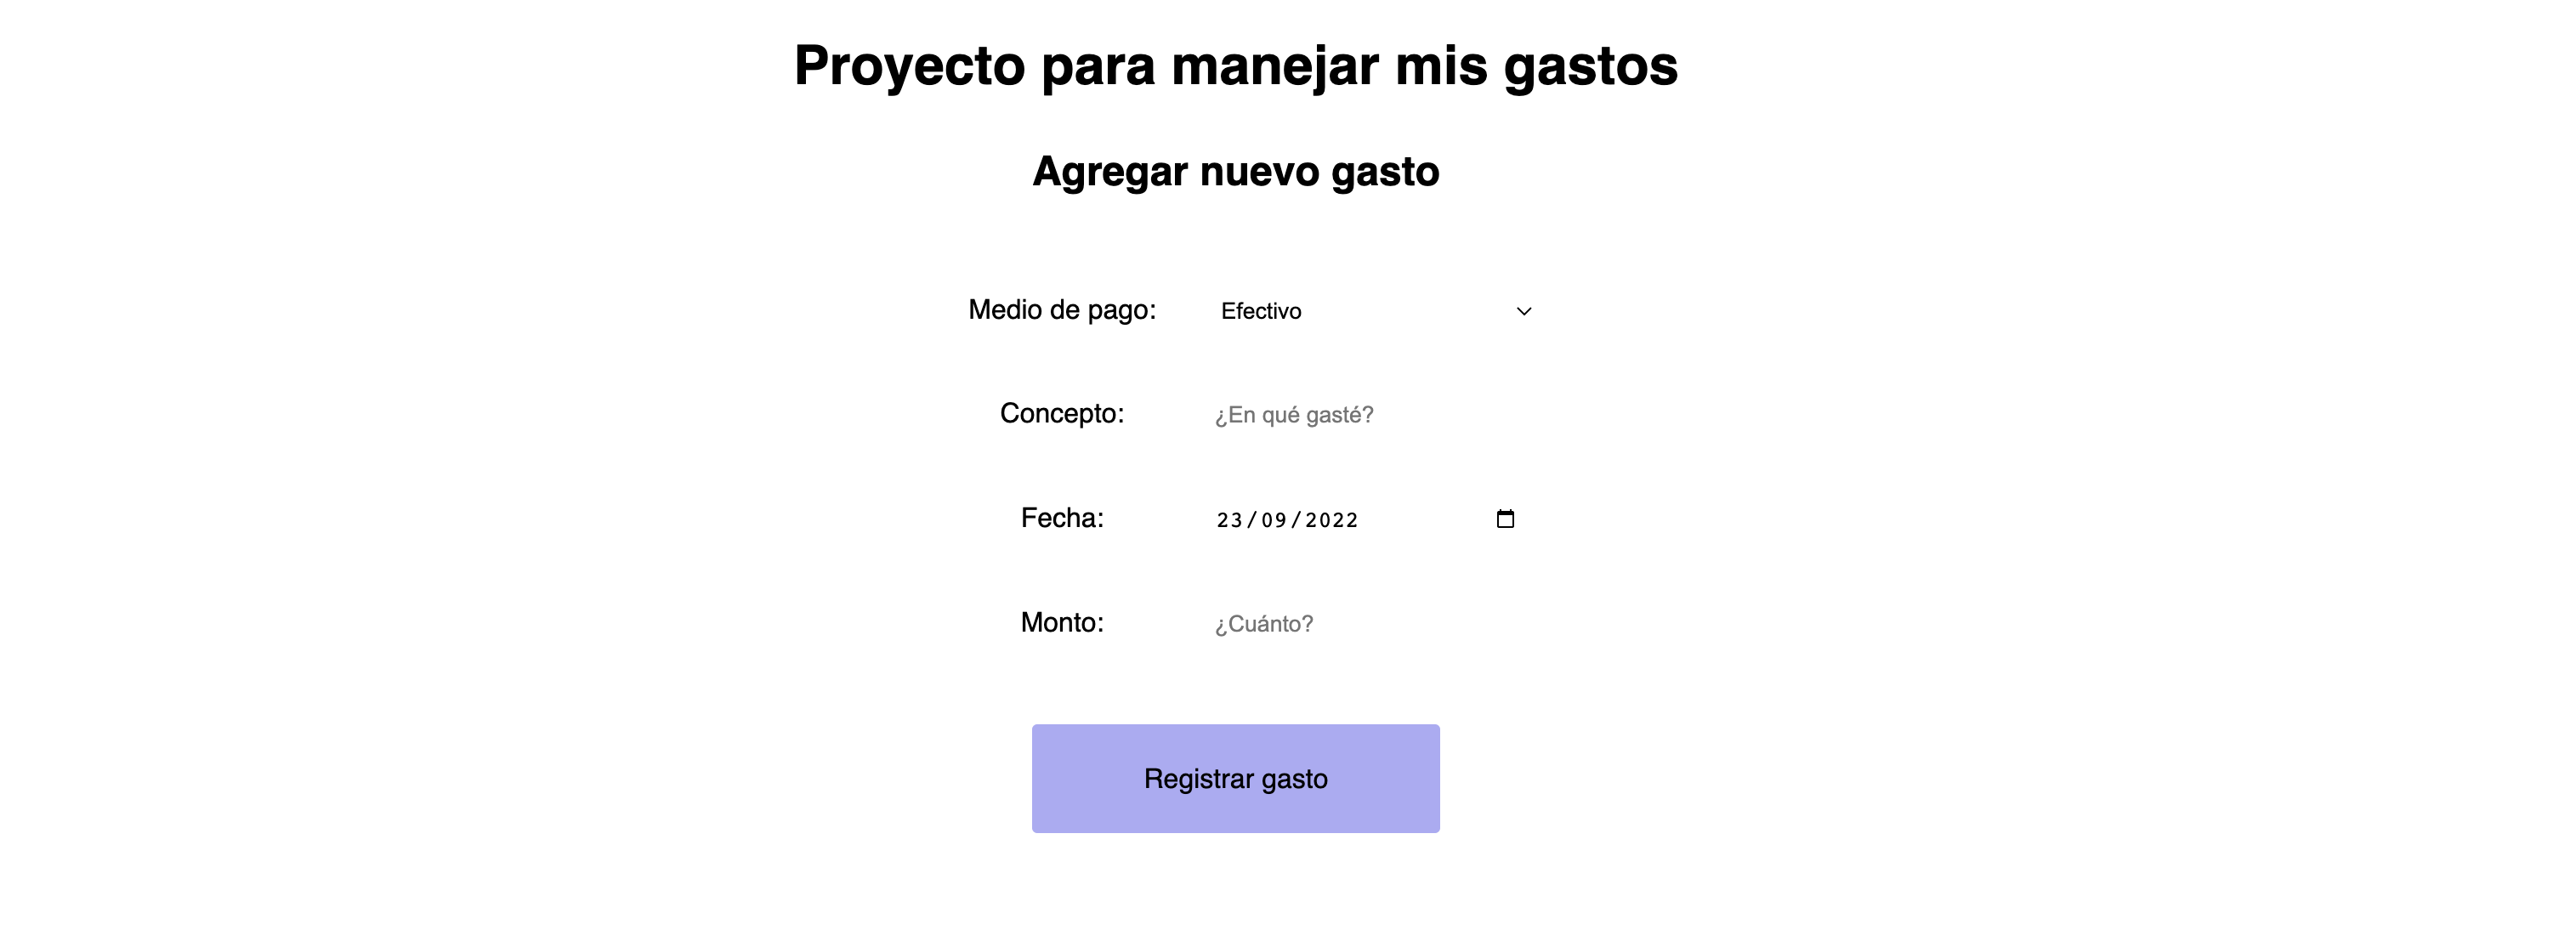 Proyecto para manejar mis gastos
Agregar nuevo gasto
Medio de pago: Efectivo
Concepto: ¿En qué gasté?
Fecha: 23/09/2022
Monto: ¿Cuánto?
Registrar gasto